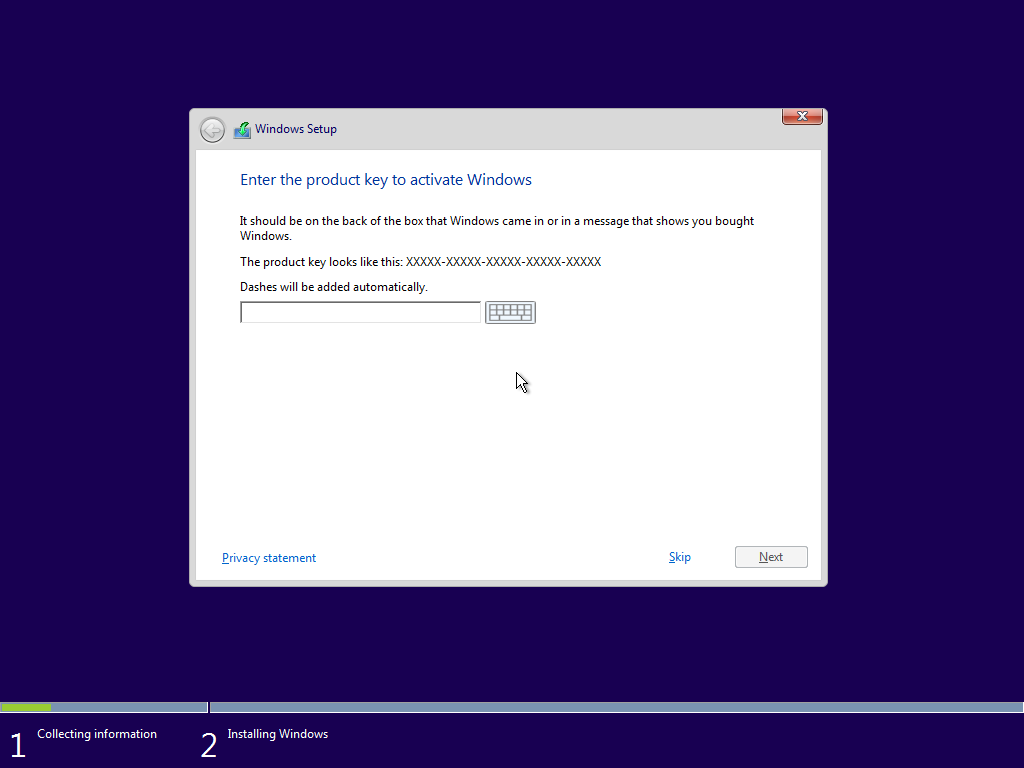 Windows Setup
Enter the product key to activate Windows
It should be on the back of the box that Windows came in or in a message that shows you bought
Windows.
The product key looks like this: XXXXX-XXXXX-XXXXX-XXXXX-XXXXX
Dashes will be added automatically.
Privacy statement
Skip
Next
1 Collecting information
2 Installing Windows